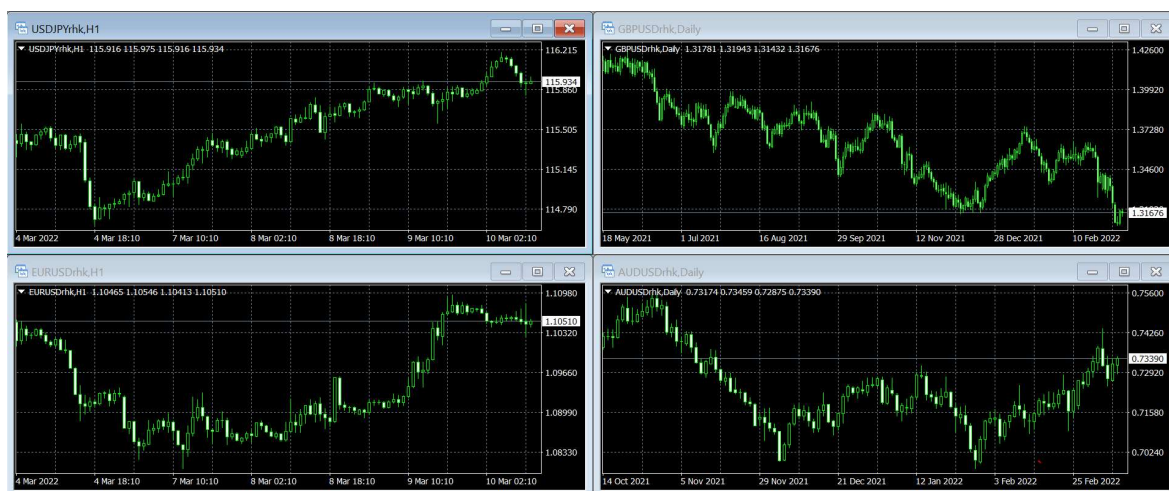 USDJPYrhk,H1
USDJPYrhk,H1 115.916 115.975 115.916 115.934
116.215
115.934
115.860
115.505
115.145
114.790
4 Mar 2022 4 Mar 18:10 7 Mar 10:10 8 Mar 02:10 8 Mar 18:10 9 Mar 10:10 10 Mar 02:10
GBPUSDrhk,Daily
GBPUSDrhk,Daily 1.31781 1.31943 1.31432 1.31676
1.42600
1.39920
1.37280
1.34600
1.31676
18 May 2021 1 Jul 2021 16 Aug 2021 29 Sep 2021 12 Nov 2021 28 Dec 2021 10 Feb 2022
EURUSDrhk,H1
EURUSDrhk,H1 1.10465 1.10546 1.10413 1.10510
1.10980
1.10510
1.10320
1.09660
1.08990
1.08330
4 Mar 2022 4 Mar 18:10 7 Mar 10:10 8 Mar 02:10 8 Mar 18:10 9 Mar 10:10 10 Mar 02:10
AUDUSDrhk,Daily
AUDUSDrhk,Daily 0.73174 0.73459 0.72875 0.73390
0.75600
0.74260
0.73390
0.72920
0.71580
0.70240
14 Oct 2021 5 Nov 2021 29 Nov 2021 21 Dec 2021 12 Jan 2022 3 Feb 2022 25 Feb 2022